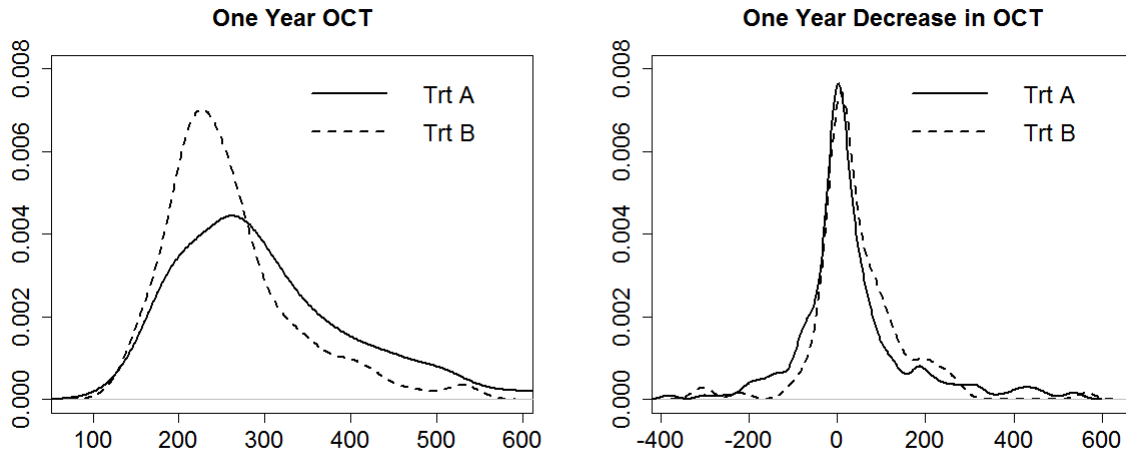 One Year OCT
0.008
0.006
0.004
0.002
0.000
Trt A
Trt B
100 200 300 400 500 600
One Year Decrease in OCT
0.008
0.006
0.004
0.002
0.000
Trt A
Trt B
-400 -200 0 200 400 600